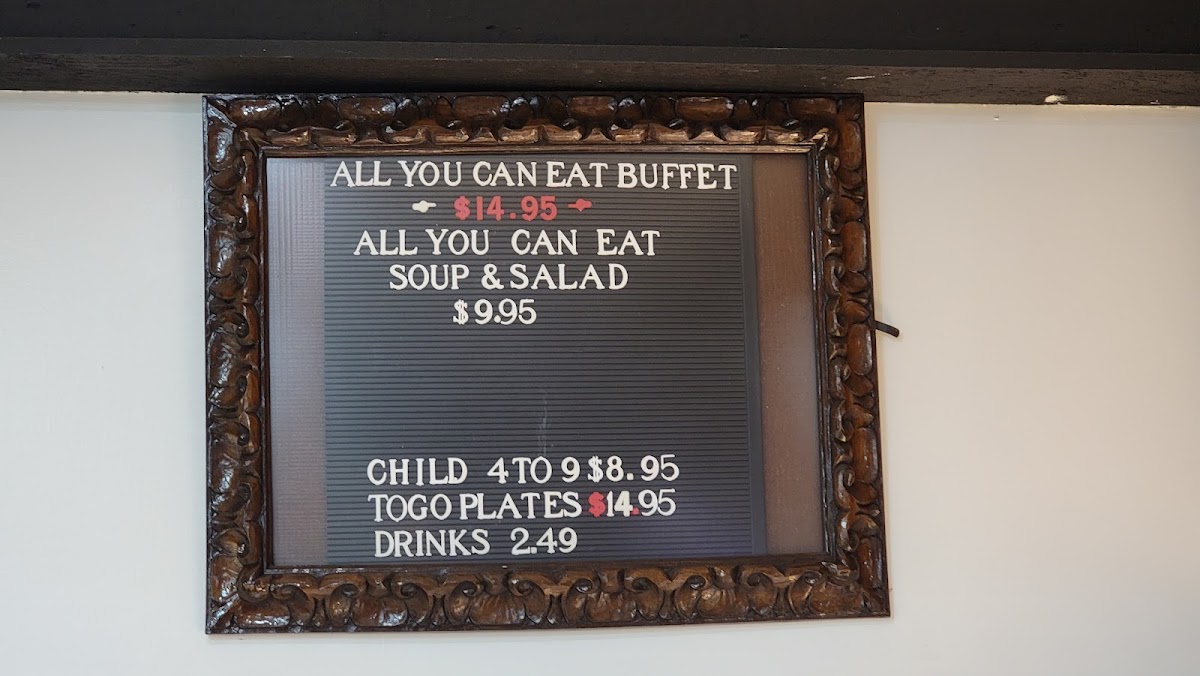 ALL YOU CAN EAT BUFFET
$14.95
ALL YOU CAN EAT
SOUP & SALAD
$9.95
CHILD 4 TO 9 $8.95
TOGO PLATES $14.95
DRINKS 2.49